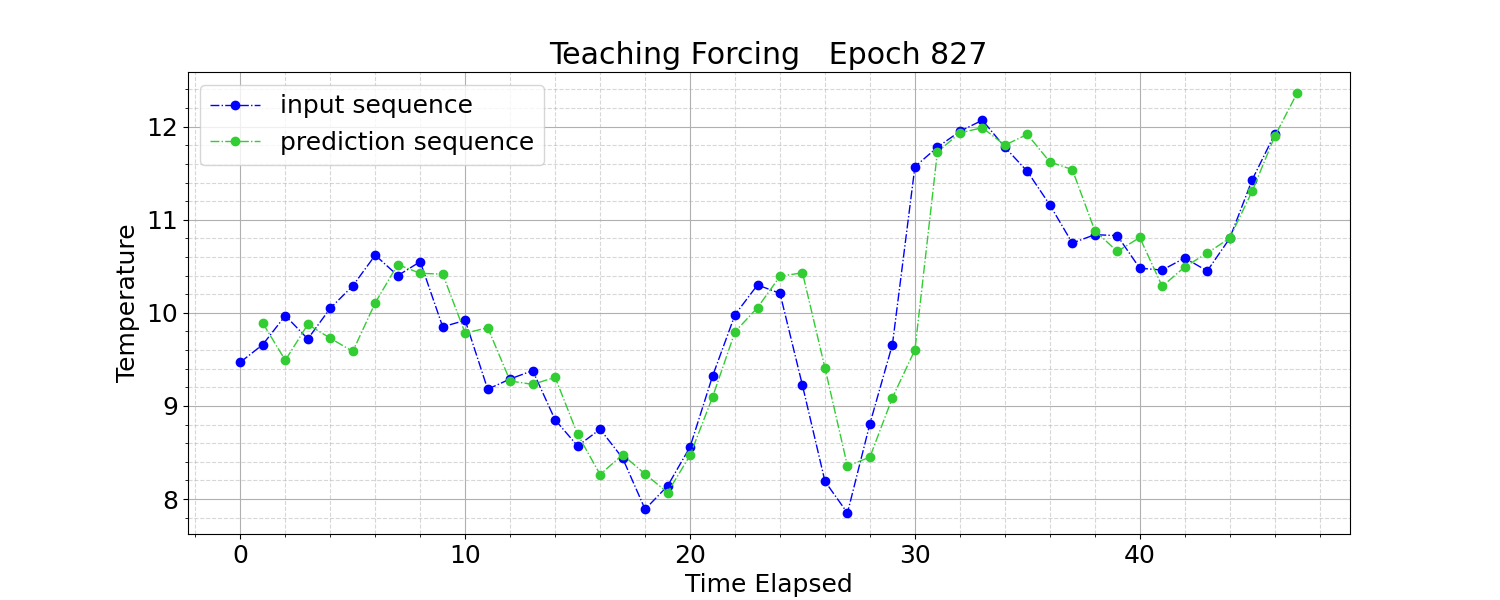 Teaching Forcing   Epoch 827
input sequence
prediction sequence
12
11
10
9
8
Temperature
0 10 20 30 40
Time Elapsed